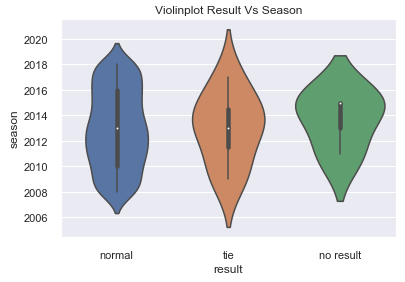 Violinplot Result Vs Season
2020
2018
2016
2014
2012
2010
2008
2006
season
normal
tie
no result
result